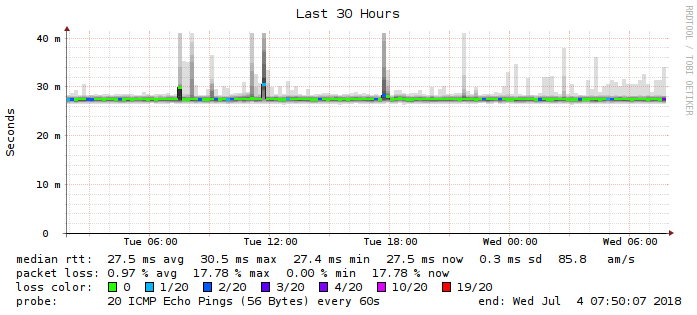 Last 30 Hours
RRDTOOL / TOBI OETIKER
Seconds
40 m
30 m
20 m
10 m
0
Tue 06:00 Tue 12:00 Tue 18:00 Wed 00:00 Wed 06:00
median rtt: 27.5 ms avg 30.5 ms max 27.4 ms min 27.5 ms now 0.3 ms sd 85.8 am/s
packet loss: 0.97 % avg 17.78 % max 0.00 % min 17.78 % now
loss color: 0 1/20 2/20 3/20 4/20 10/20 19/20
probe: 20 ICMP Echo Pings (56 Bytes) every 60s end: Wed Jul 4 07:50:07 2018